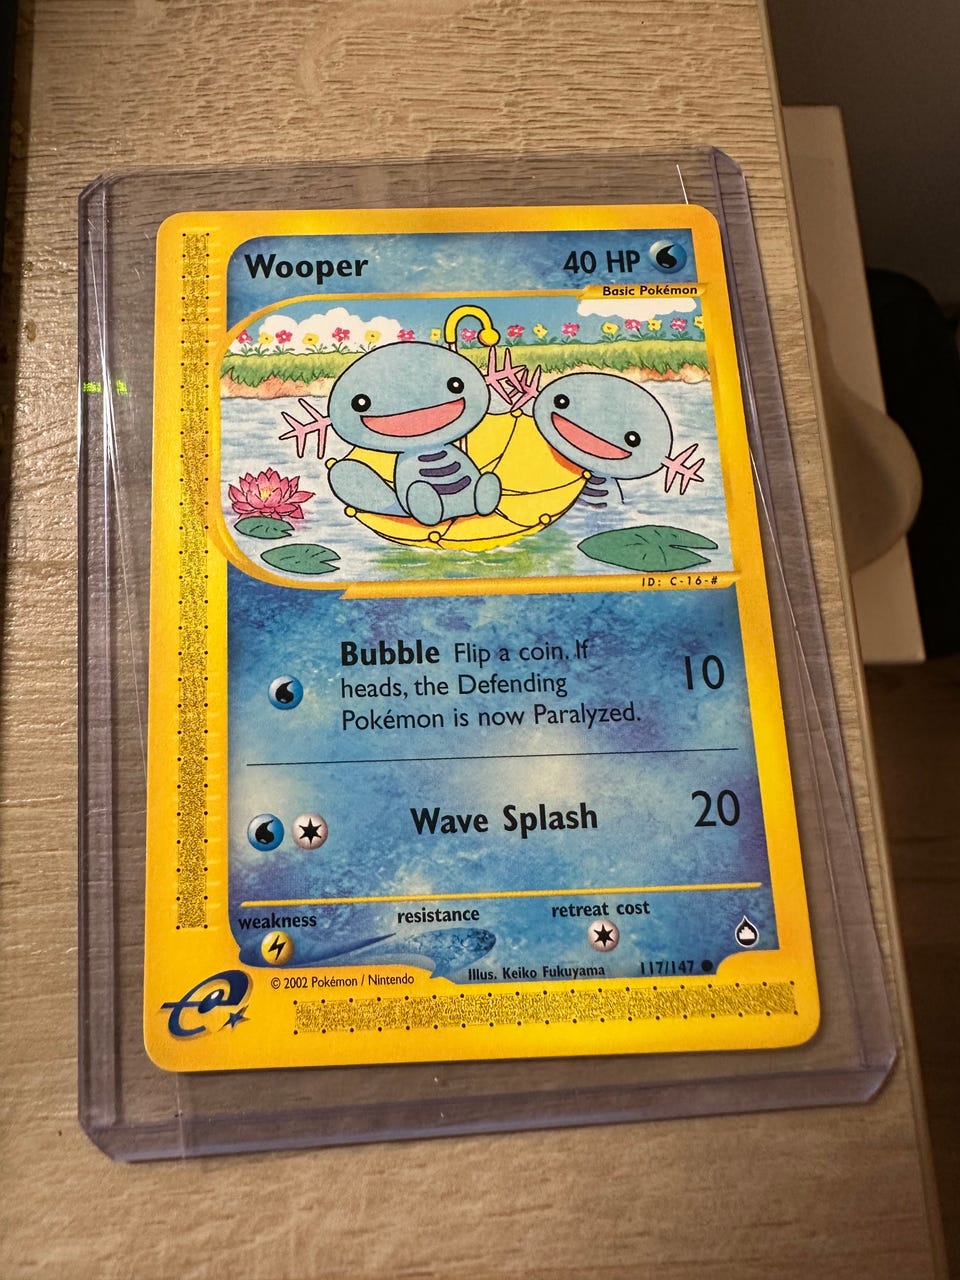 Wooper 40 HP
Basic Pokémon
ID: C-16-#
Bubble Flip a coin. If
heads, the Defending
Pokémon is now Paralyzed.
10
Wave Splash 20
weakness resistance retreat cost
© 2002 Pokémon / Nintendo
Illus. Keiko Fukuyama 117/147
e